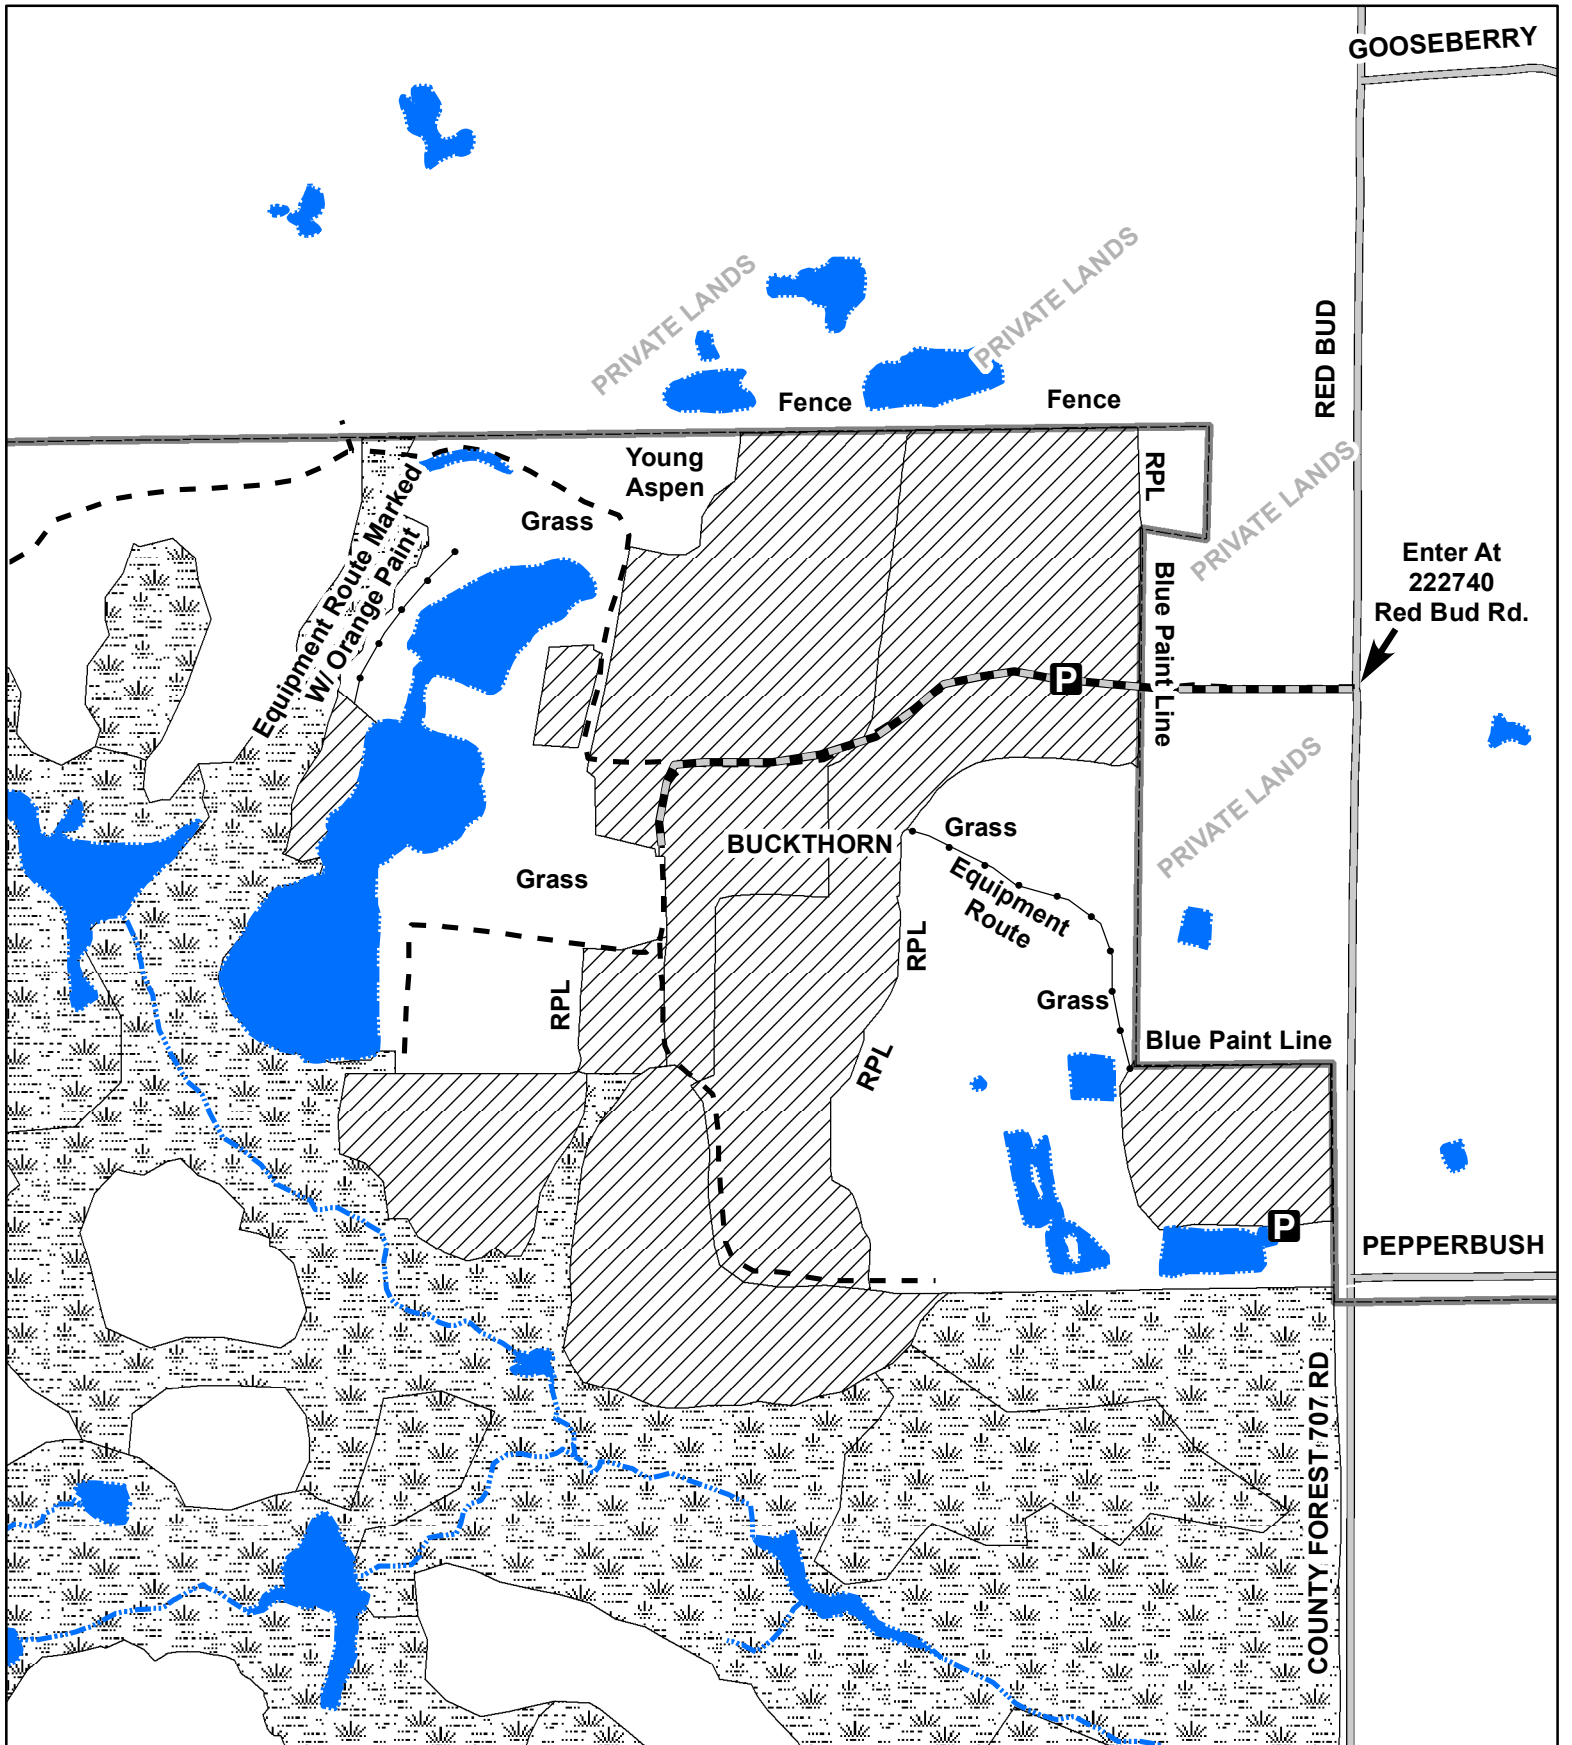 GOOSEBERRY
PRIVATE LANDS
PRIVATE LANDS
RED BUD
Fence
Fence
Young
Aspen
RPL
Grass
PRIVATE LANDS
Equipment Route Marked
W/ Orange Paint
Enter At
222740
Red Bud Rd.
Blue Paint Line
P
PRIVATE LANDS
BUCKTHORN
Grass
Equipment
Route
Grass
RPL
RPL
Grass
Blue Paint Line
RPL
P
PEPPERBUSH
COUNTY FOREST 707 RD